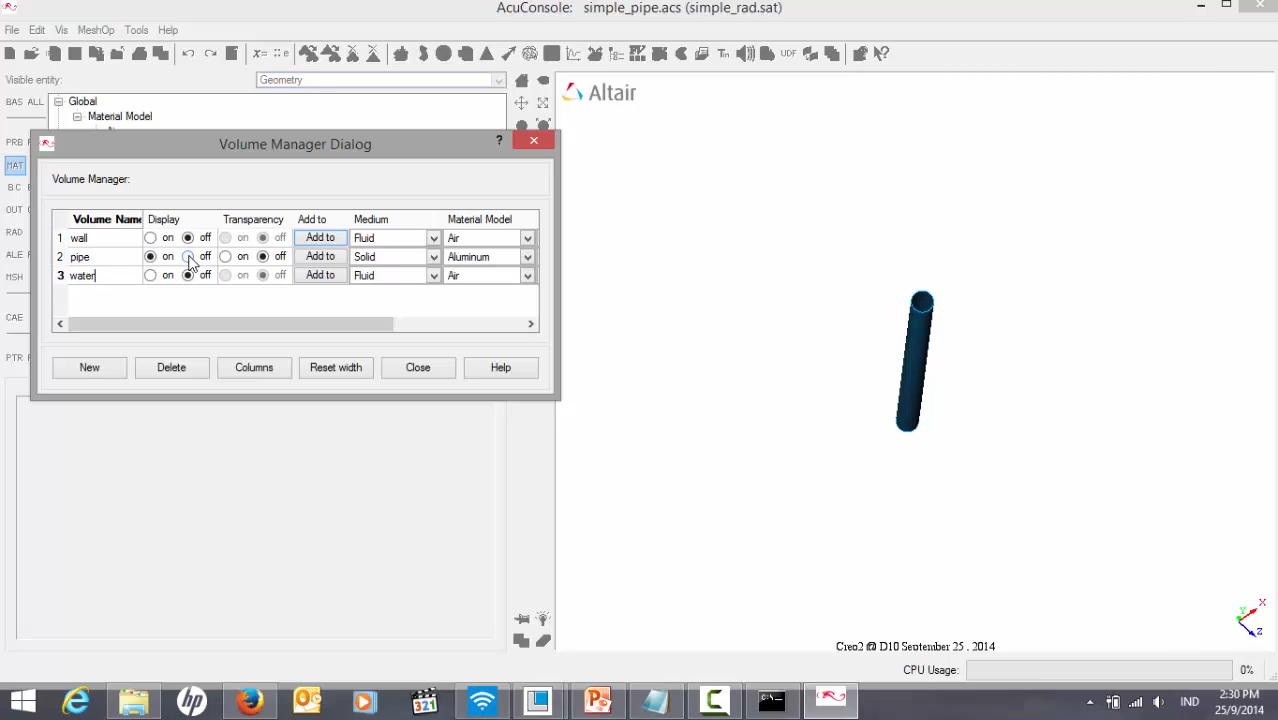 AcuConsole: simple_pipe.acs (simple_rad.sat)
File Edit Vis MeshOp Tools Help
x= UDF
Visible entity: Geometry
Altair
BAS ALL
Global
Material Model
PRB
MAT
BC
OUT
RAD
ALE
MSH
CAE
PTR
Volume Manager Dialog
?
Volume Manager:
Volume Name Display Transparency Add to Medium Material Model
1 wall on off on off Add to Fluid Air
2 pipe on off on off Add to Solid Aluminum
3 water on off on off Add to Fluid Air
New Delete Columns Reset width Close Help
X
Y
Z
Creo2 @ D10 September 25 , 2014
CPU Usage: 0%
hp
321
C
C:\
IND
2:30 PM
25/9/2014